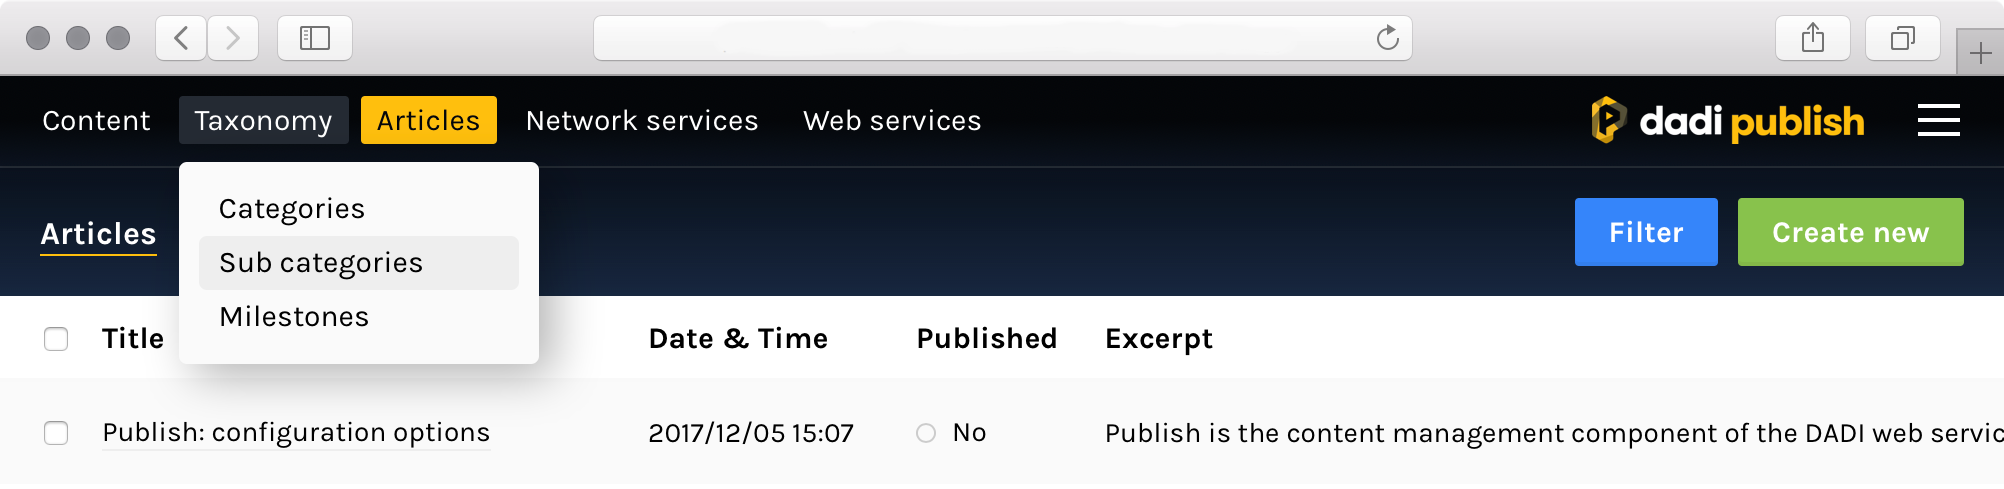 Content Taxonomy Articles Network services Web services dadi publish
Categories
Articles Filter Create new
Sub categories
Milestones
Title Date & Time Published Excerpt
Publish: configuration options 2017/12/05 15:07 No Publish is the content management component of the DADI web servic